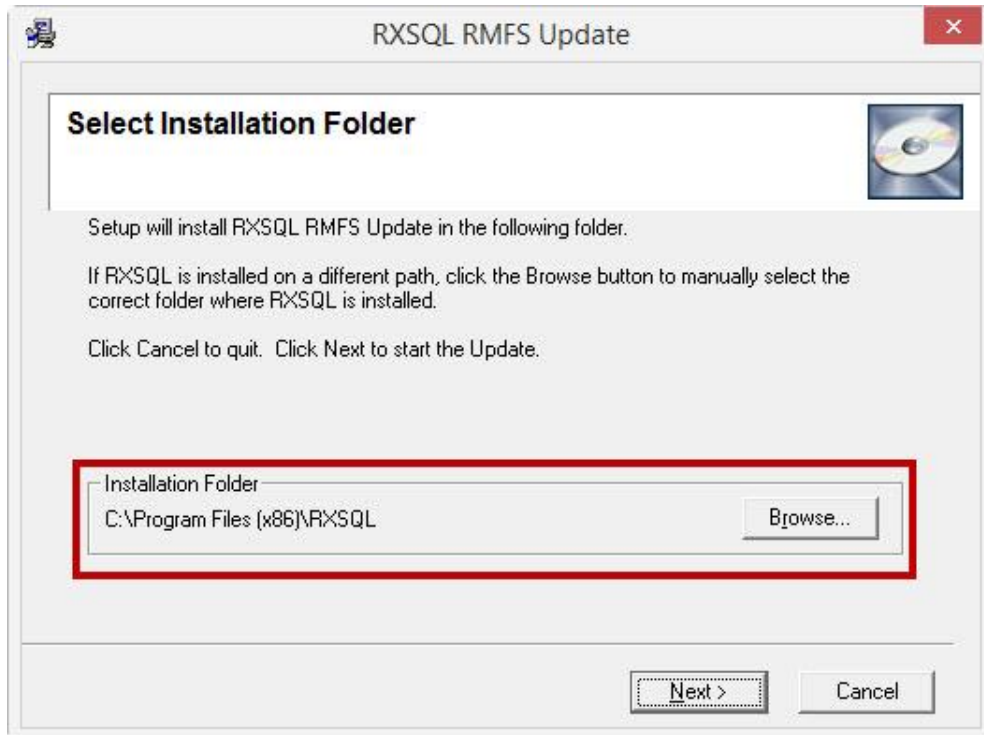 RXSQL RMFS Update
Select Installation Folder
Setup will install RXSQL RMFS Update in the following folder.
If RXSQL is installed on a different path, click the Browse button to manually select the
correct folder where RXSQL is installed.
Click Cancel to quit.  Click Next to start the Update.
Installation Folder
C:\Program Files (x86)\RXSQL
Browse...
Next >
Cancel